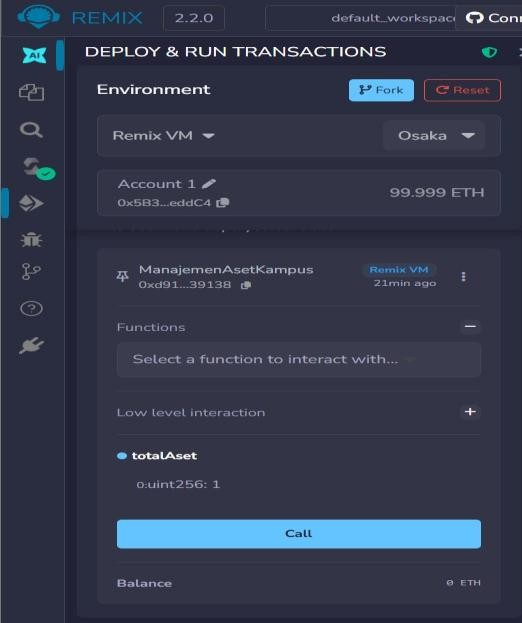 REMIX 2.2.0 default_workspac Conn
AI DEPLOY & RUN TRANSACTIONS
Environment Fork Reset
Remix VM Osaka
Account 1 99.999 ETH
0x5B3...eddC4
ManajemenAsetKampus Remix VM
0xd91...39138 21min ago
Functions
Select a function to interact with...
Low level interaction
totalAset
0:uint256: 1
Call
Balance 0 ETH